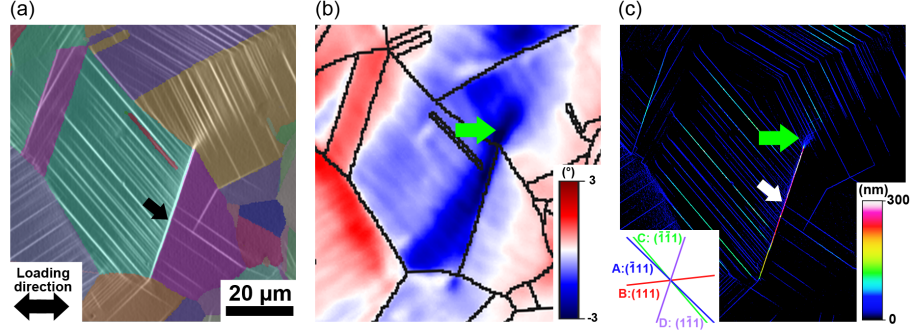 (a)
(b)
(c)
Loading
direction
20 µm
(°)
3
-3
(nm)
300
0
C: (1̄1̄1)
A:(1̄11)
B:(111)
D: (11̄1)